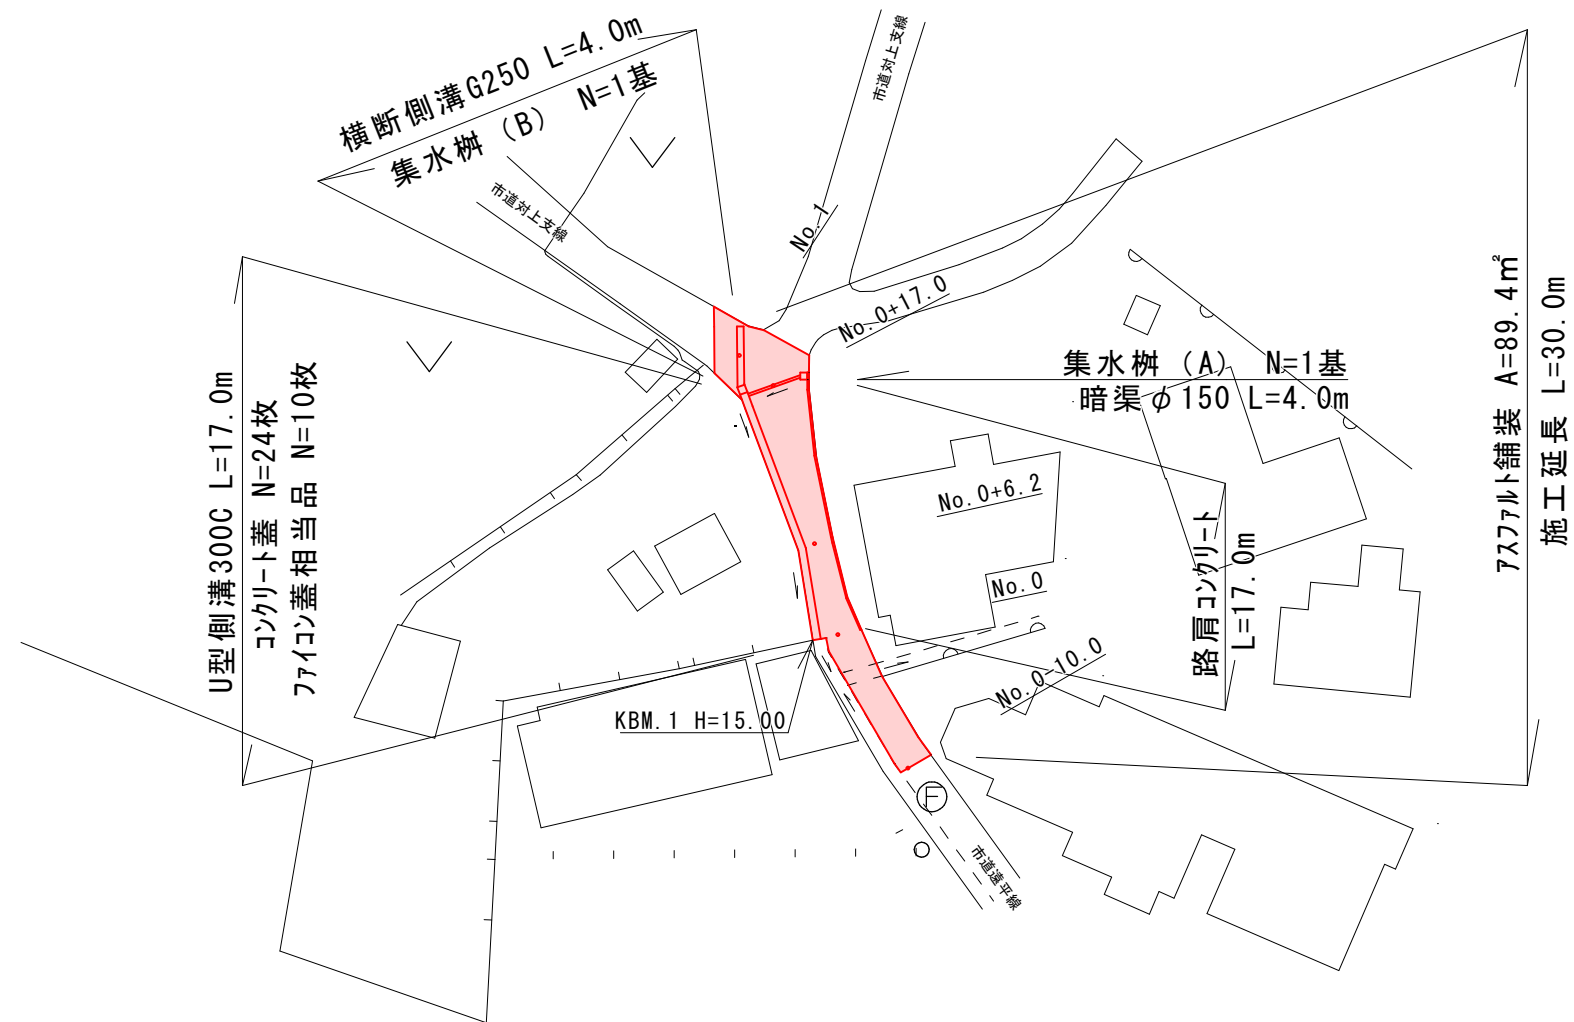 横断側溝G250 L=4.0m
集水桝（B） N=1基
市道対上支線
市道対上支線
No.1
No.0+17.0
集水桝（A） N=1基
暗渠φ150 L=4.0m
No.0+6.2
No.0
No.0-10.0
KBM.1 H=15.00
U型側溝300C L=17.0m
コンクリート蓋 N=24枚
ファイコン蓋相当品 N=10枚
路肩コンクリート
L=17.0m
アスファルト舗装 A=89.4㎡
施工延長 L=30.0m
F
市道遠平線